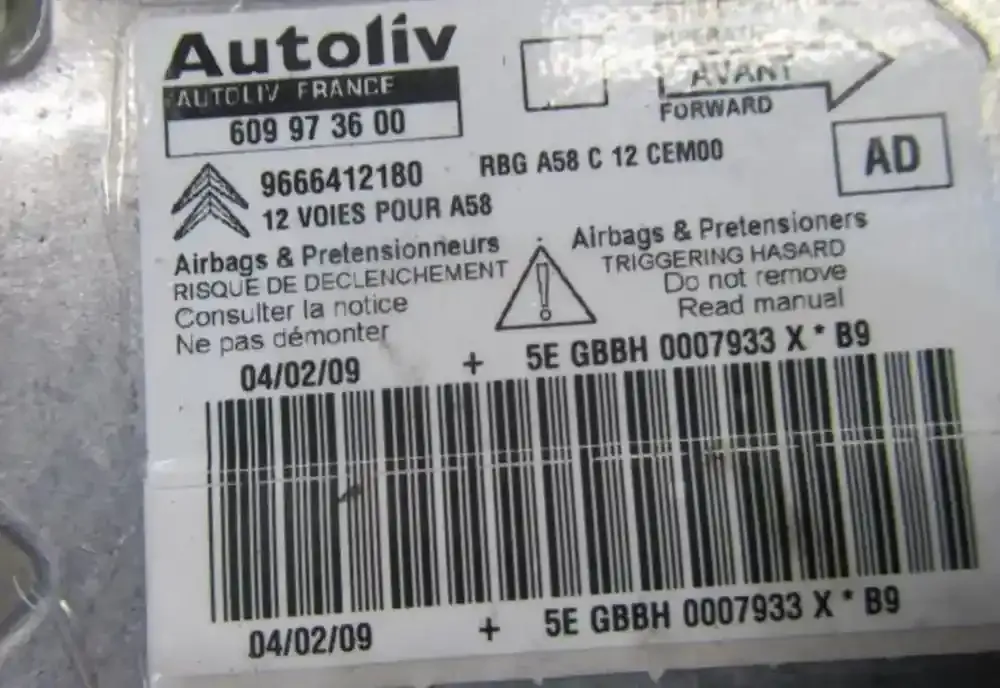 Autoliv
AUTOLIV FRANCE
609 97 36 00
AVANT
FORWARD
AD
9666412180
RBG A58 C 12 CEM00
12 VOIES POUR A58
Airbags & Pretensionneurs
RISQUE DE DECLENCHEMENT
Consulter la notice
Ne pas démonter
Airbags & Pretensioners
TRIGGERING HASARD
Do not remove
Read manual
04/02/09 + 5E GBBH 0007933 X * B9
04/02/09 + 5E GBBH 0007933 X * B9